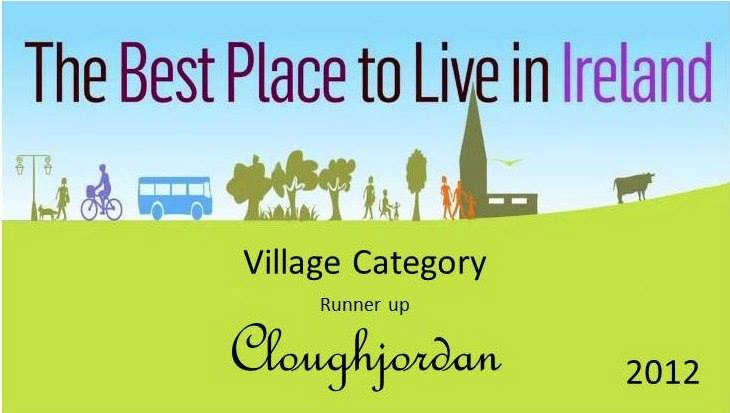 The Best Place to Live in Ireland
Village Category
Runner up
Cloughjordan
2012